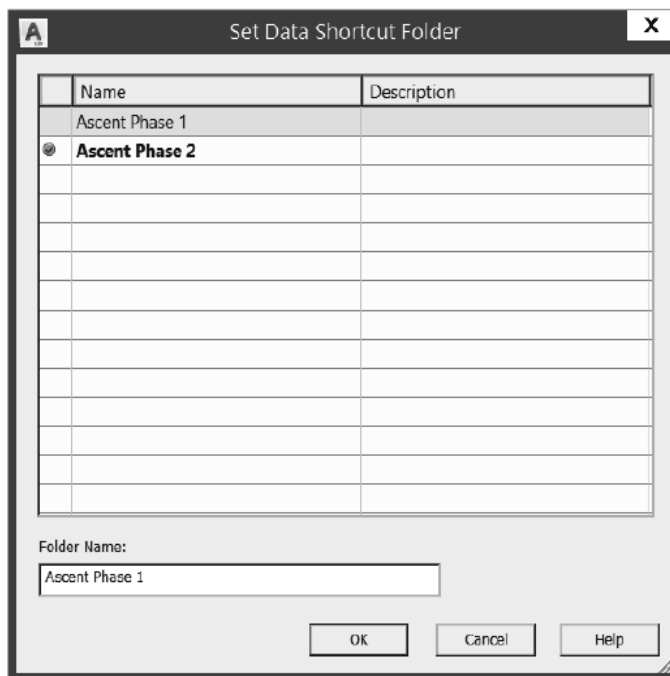 A
Set Data Shortcut Folder
X
Name
Description
Ascent Phase 1
Ascent Phase 2
Folder Name:
Ascent Phase 1
OK
Cancel
Help